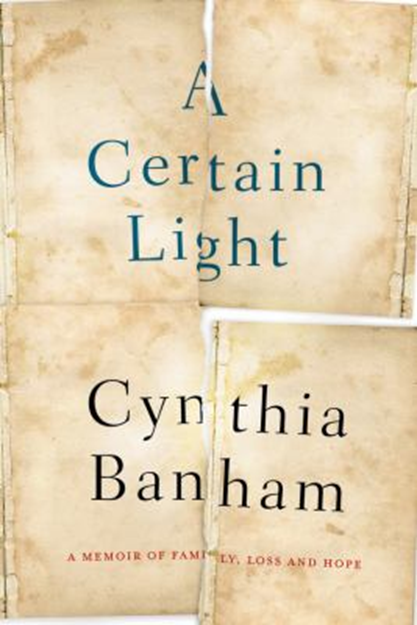 A
Certain
Light
Cynthia
Banham
A MEMOIR OF FAMILY, LOSS AND HOPE